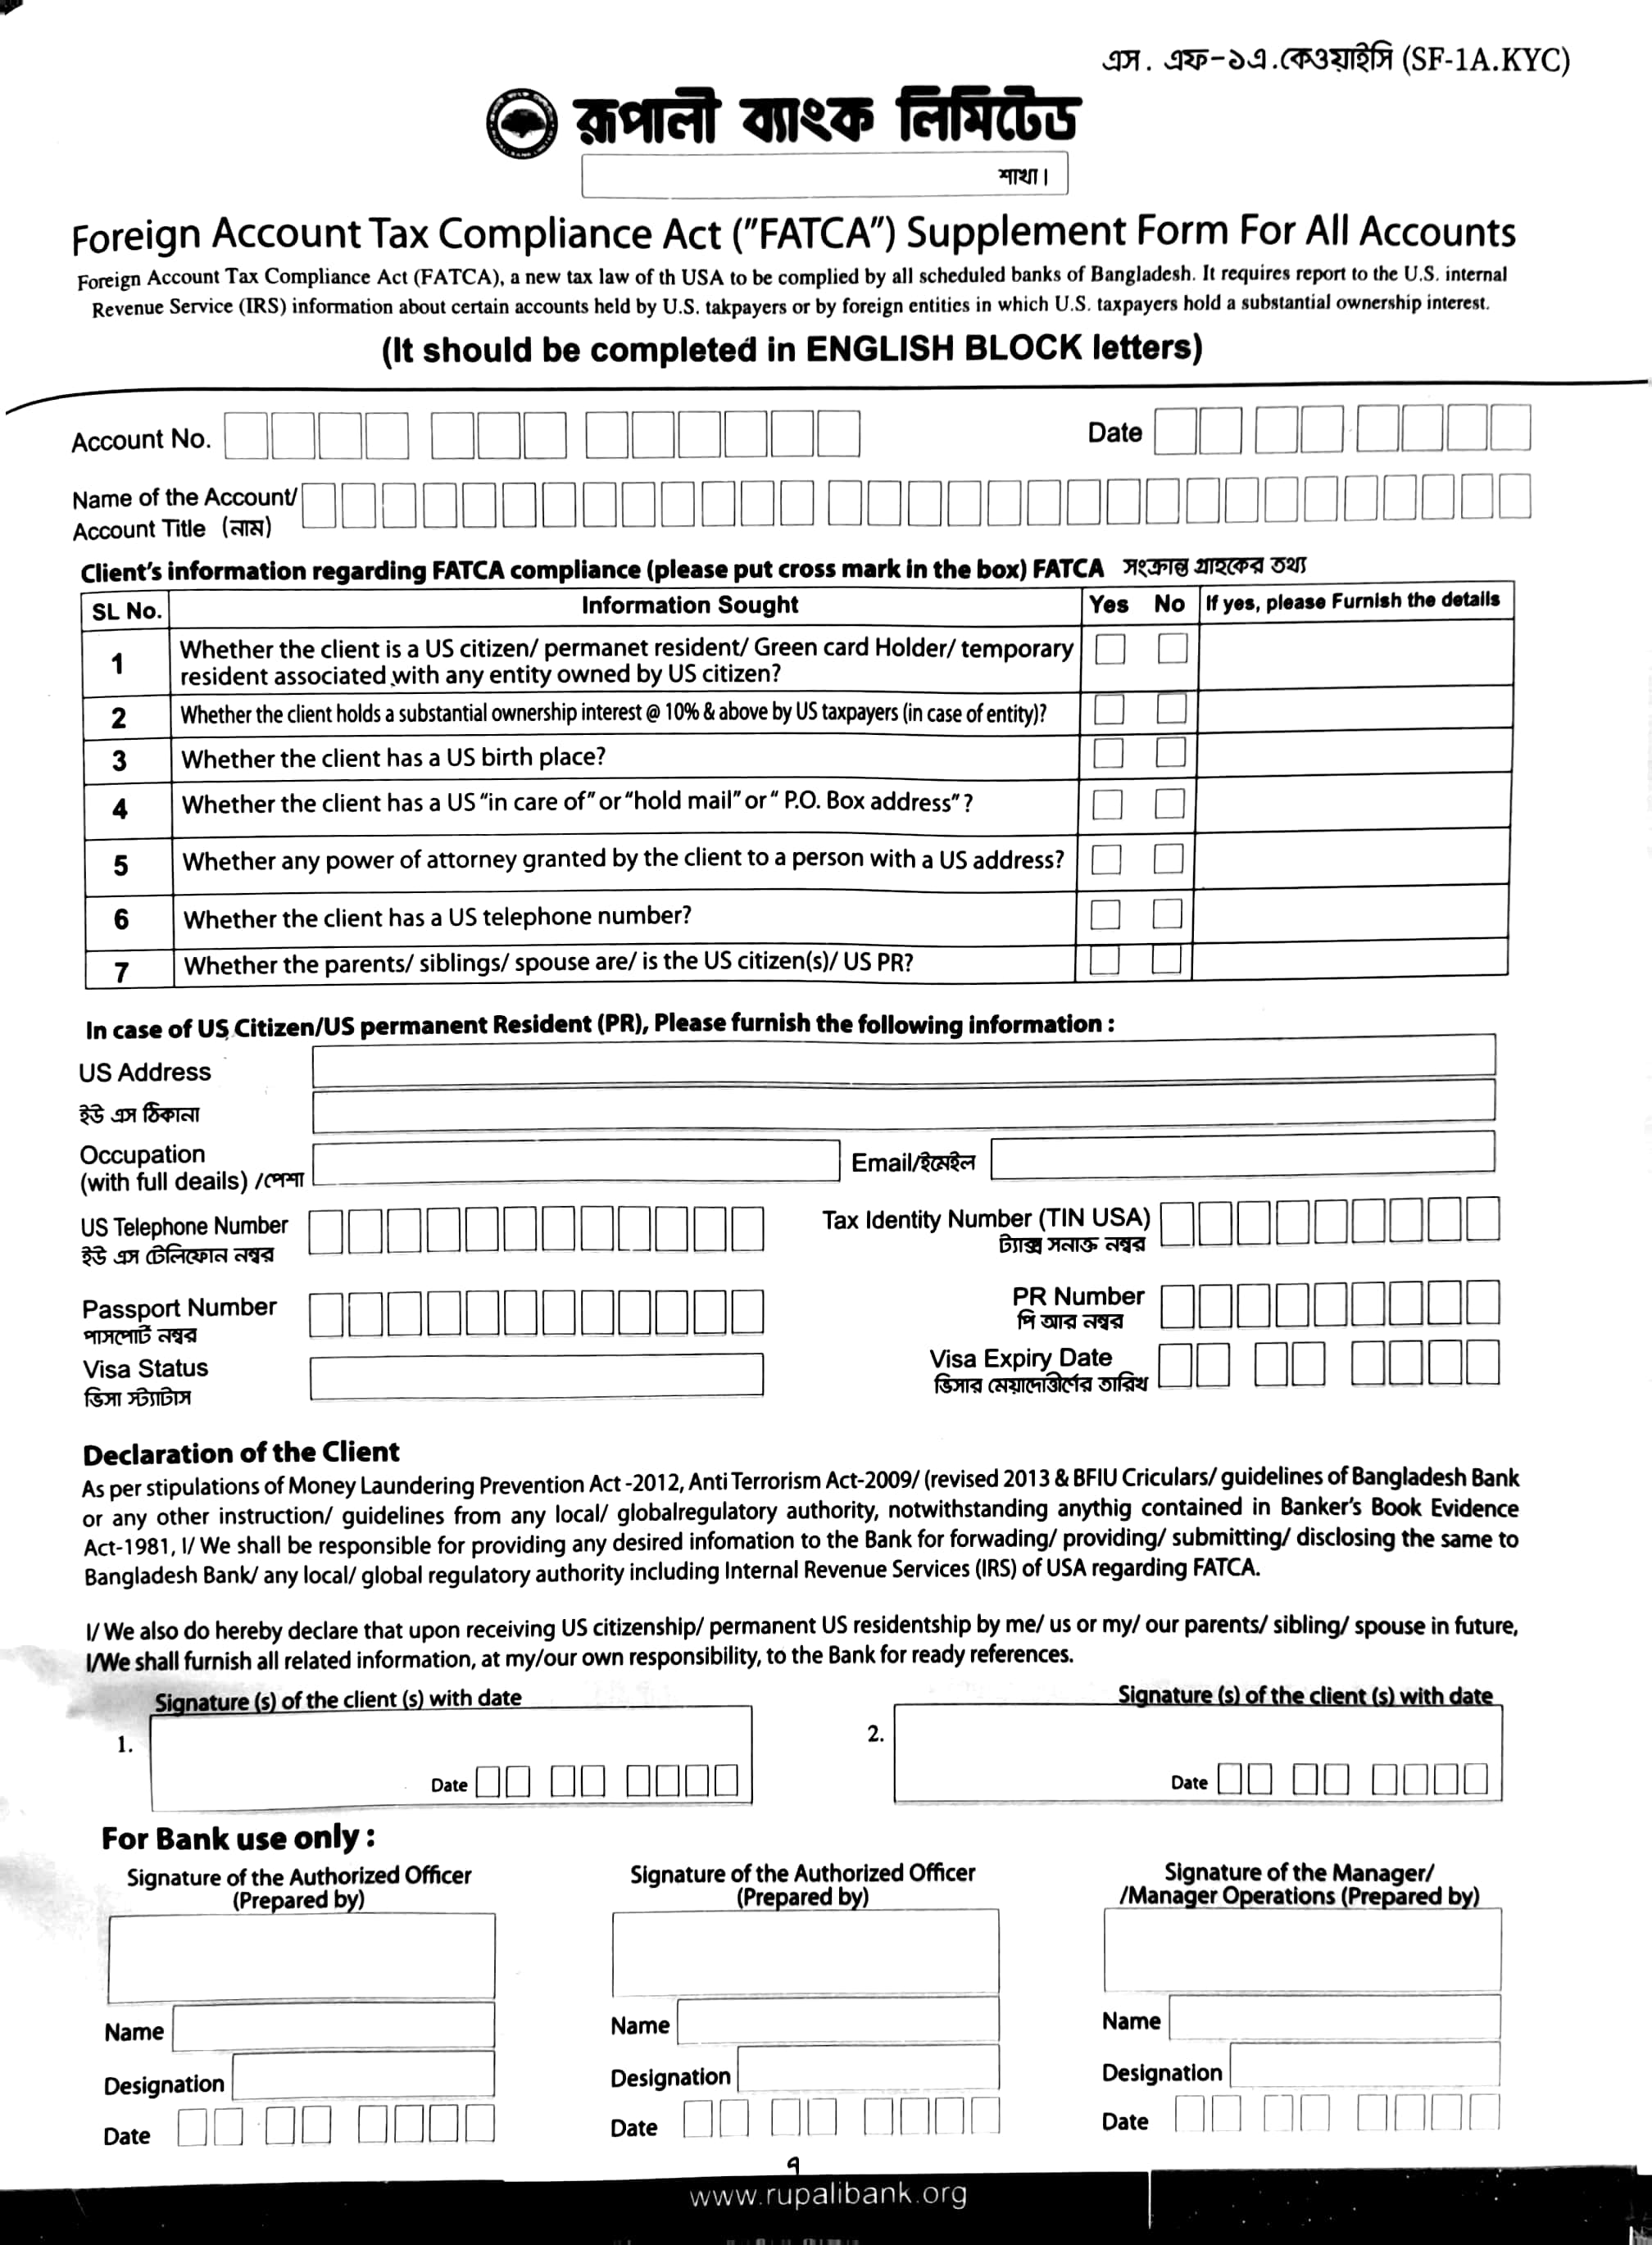 এস. এফ-১এ.কেওয়াইসি (SF-1A.KYC)
রূপালী ব্যাংক লিমিটেড
শাখা।
Foreign Account Tax Compliance Act ("FATCA") Supplement Form For All Accounts
Foreign Account Tax Compliance Act (FATCA), a new tax law of th USA to be complied by all scheduled banks of Bangladesh. It requires report to the U.S. internal
Revenue Service (IRS) information about certain accounts held by U.S. takpayers or by foreign entities in which U.S. taxpayers hold a substantial ownership interest.
(It should be completed in ENGLISH BLOCK letters)
Account No. Date
Name of the Account/
Account Title (নাম)
Client's information regarding FATCA compliance (please put cross mark in the box) FATCA সংক্রান্ত গ্রাহকের তথ্য
SL No. Information Sought Yes No If yes, please Furnish the details
1 Whether the client is a US citizen/ permanet resident/ Green card Holder/ temporary
resident associated with any entity owned by US citizen?
2 Whether the client holds a substantial ownership interest @ 10% & above by US taxpayers (in case of entity)?
3 Whether the client has a US birth place?
4 Whether the client has a US "in care of" or "hold mail" or " P.O. Box address" ?
5 Whether any power of attorney granted by the client to a person with a US address?
6 Whether the client has a US telephone number?
7 Whether the parents/ siblings/ spouse are/ is the US citizen(s)/ US PR?
In case of US Citizen/US permanent Resident (PR), Please furnish the following information :
US Address
ইউ এস ঠিকানা
Occupation
(with full deails) /পেশা Email/ইমেইল
US Telephone Number Tax Identity Number (TIN USA)
ইউ এস টেলিফোন নম্বর ট্যাক্স সনাক্ত নম্বর
Passport Number PR Number
পাসপোর্ট নম্বর পি আর নম্বর
Visa Status Visa Expiry Date
ভিসা স্ট্যাটাস ভিসার মেয়াদোত্তীর্ণের তারিখ
Declaration of the Client
As per stipulations of Money Laundering Prevention Act -2012, Anti Terrorism Act-2009/ (revised 2013 & BFIU Criculars/ guidelines of Bangladesh Bank
or any other instruction/ guidelines from any local/ globalregulatory authority, notwithstanding anythig contained in Banker's Book Evidence
Act-1981, I/ We shall be responsible for providing any desired infomation to the Bank for forwading/ providing/ submitting/ disclosing the same to
Bangladesh Bank/ any local/ global regulatory authority including Internal Revenue Services (IRS) of USA regarding FATCA.
I/ We also do hereby declare that upon receiving US citizenship/ permanent US residentship by me/ us or my/ our parents/ sibling/ spouse in future,
I/We shall furnish all related information, at my/our own responsibility, to the Bank for ready references.
Signature (s) of the client (s) with date Signature (s) of the client (s) with date
1. 2.
Date Date
For Bank use only :
Signature of the Authorized Officer Signature of the Authorized Officer Signature of the Manager/
(Prepared by) (Prepared by) /Manager Operations (Prepared by)
Name Name Name
Designation Designation Designation
Date Date Date
৭
www.rupalibank.org